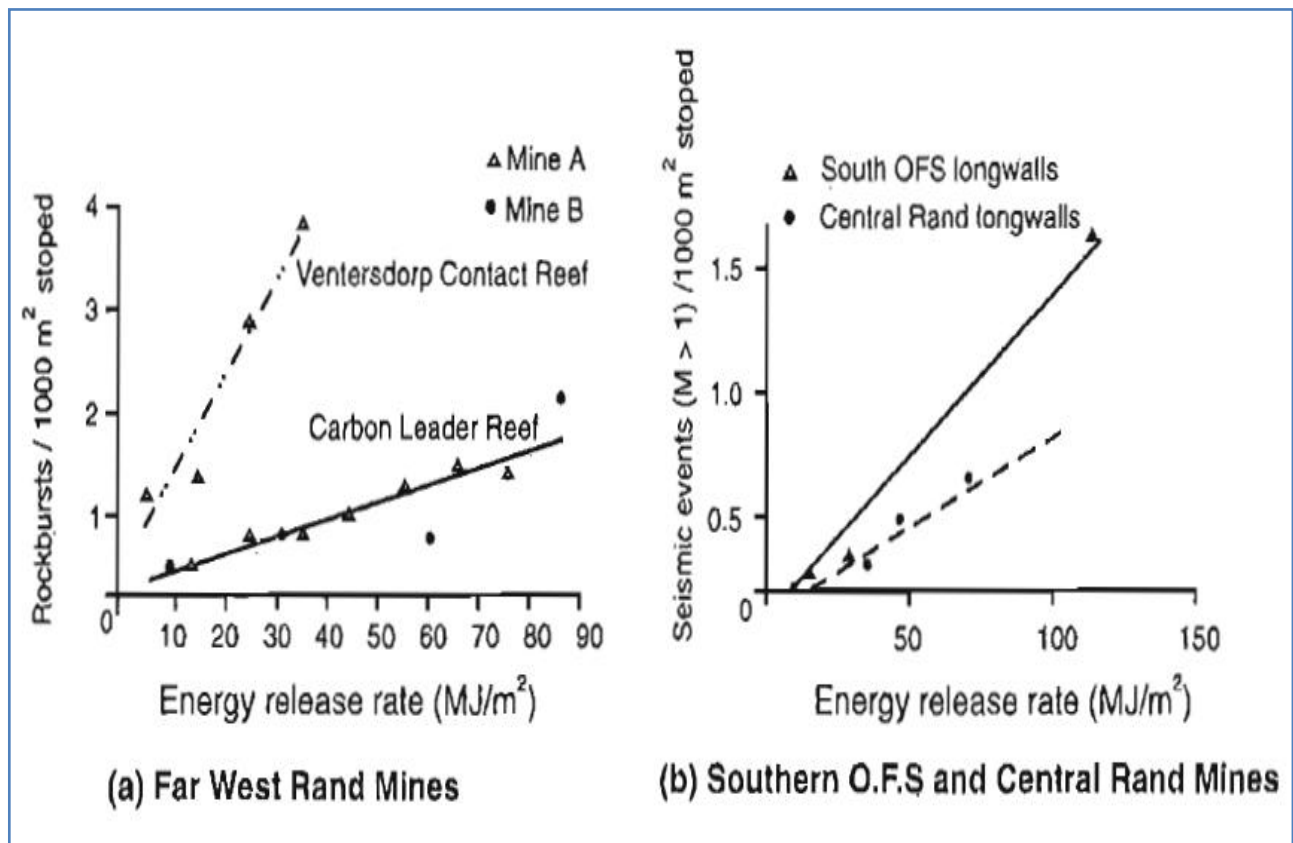 Rockbursts / 1000 m² stoped
4
3
2
1
0
Mine A
Mine B
Ventersdorp Contact Reef
Carbon Leader Reef
10 20 30 40 50 60 70 80 90
Energy release rate (MJ/m²)
(a) Far West Rand Mines
Seismic events (M > 1) /1000 m² stoped
South OFS longwalls
Central Rand longwalls
1.5
1.0
0.5
0
50 100 150
Energy release rate (MJ/m²)
(b) Southern O.F.S and Central Rand Mines